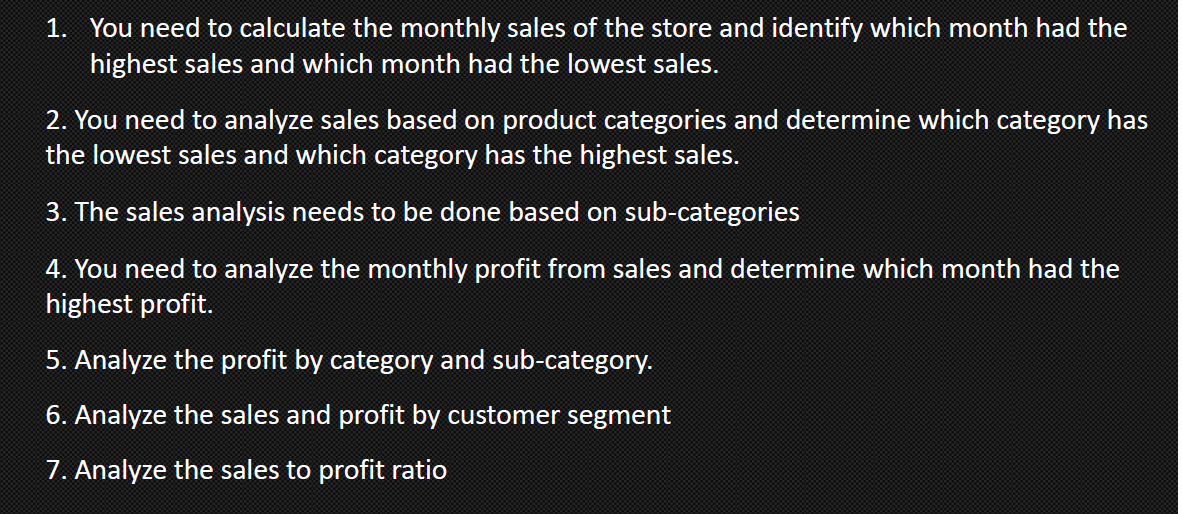 1. You need to calculate the monthly sales of the store and identify which month had the
highest sales and which month had the lowest sales.
2. You need to analyze sales based on product categories and determine which category has
the lowest sales and which category has the highest sales.
3. The sales analysis needs to be done based on sub-categories
4. You need to analyze the monthly profit from sales and determine which month had the
highest profit.
5. Analyze the profit by category and sub-category.
6. Analyze the sales and profit by customer segment
7. Analyze the sales to profit ratio